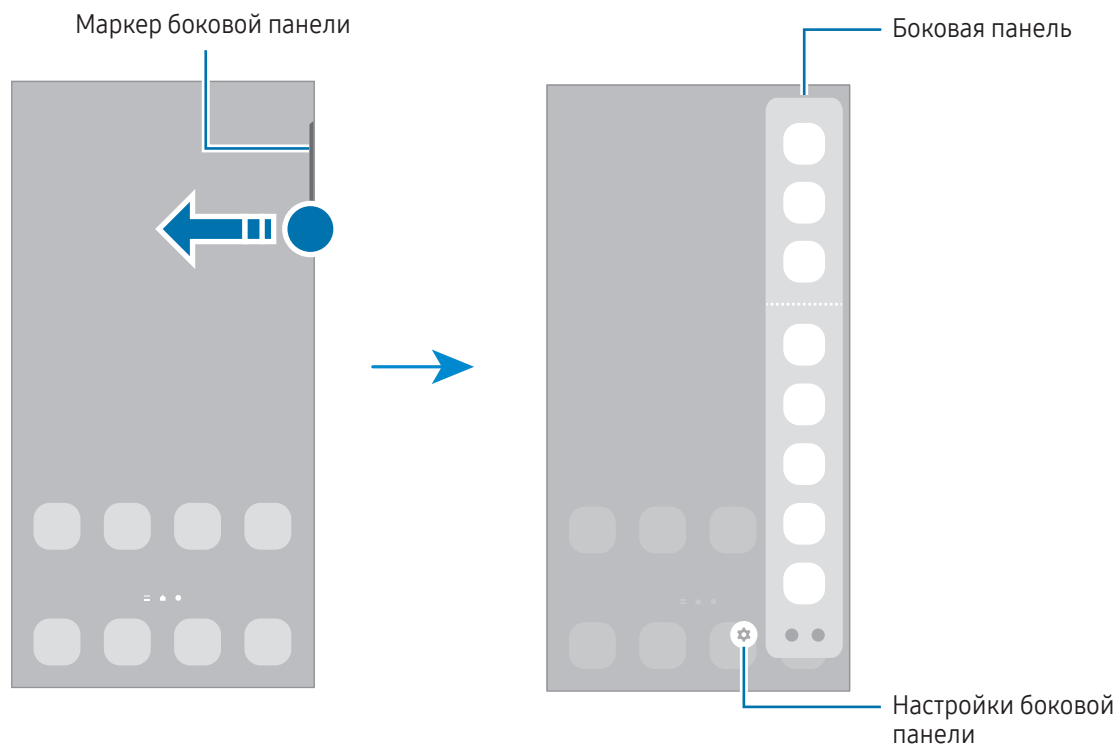 Маркер боковой панели
Боковая панель
Настройки боковой
панели